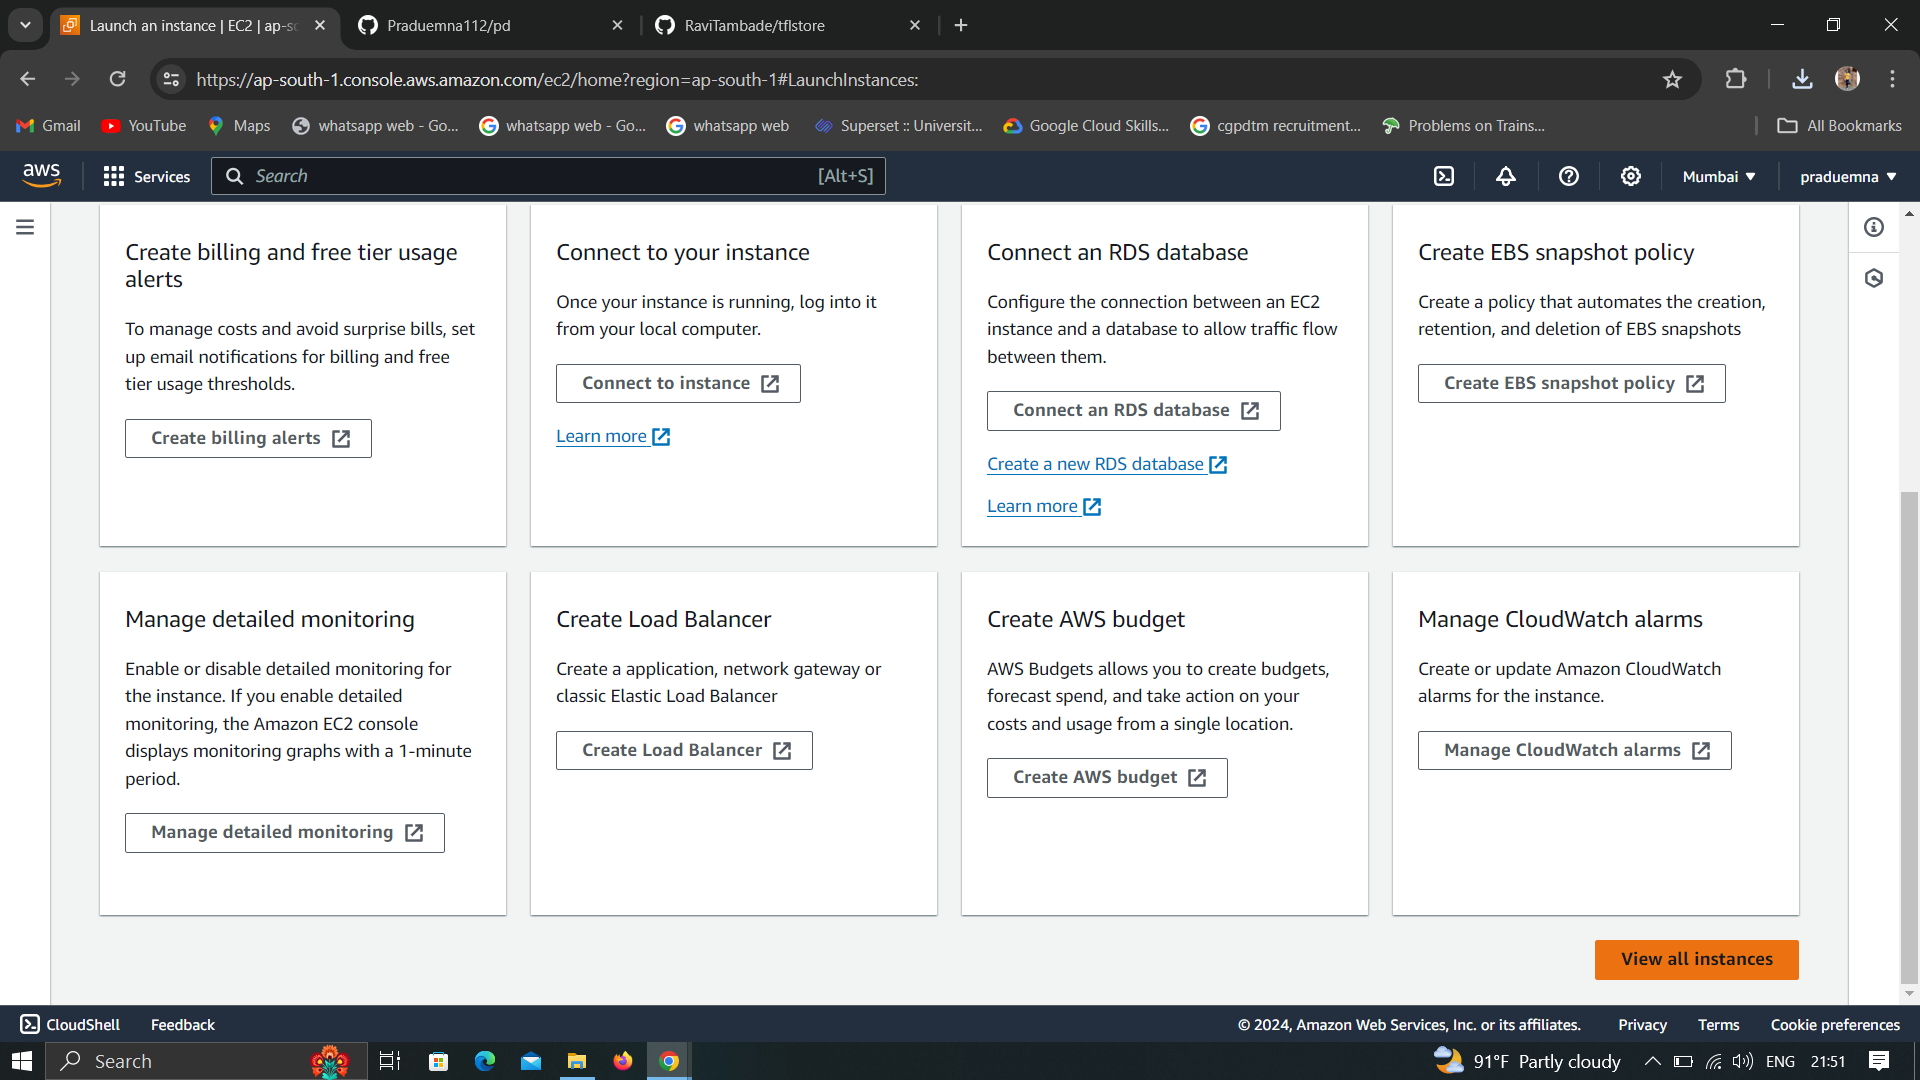 Launch an instance | EC2 | ap-so
Praduemna112/pd
RaviTambade/tflstore
https://ap-south-1.console.aws.amazon.com/ec2/home?region=ap-south-1#LaunchInstances:
Gmail
YouTube
Maps
whatsapp web - Go...
whatsapp web - Go...
whatsapp web
Superset :: Universit...
Google Cloud Skills...
cgpdtm recruitment...
Problems on Trains...
All Bookmarks
aws
Services
Search
[Alt+S]
Mumbai
praduemna
Create billing and free tier usage
alerts
To manage costs and avoid surprise bills, set
up email notifications for billing and free
tier usage thresholds.
Create billing alerts
Connect to your instance
Once your instance is running, log into it
from your local computer.
Connect to instance
Learn more
Connect an RDS database
Configure the connection between an EC2
instance and a database to allow traffic flow
between them.
Connect an RDS database
Create a new RDS database
Learn more
Create EBS snapshot policy
Create a policy that automates the creation,
retention, and deletion of EBS snapshots
Create EBS snapshot policy
Manage detailed monitoring
Enable or disable detailed monitoring for
the instance. If you enable detailed
monitoring, the Amazon EC2 console
displays monitoring graphs with a 1-minute
period.
Manage detailed monitoring
Create Load Balancer
Create a application, network gateway or
classic Elastic Load Balancer
Create Load Balancer
Create AWS budget
AWS Budgets allows you to create budgets,
forecast spend, and take action on your
costs and usage from a single location.
Create AWS budget
Manage CloudWatch alarms
Create or update Amazon CloudWatch
alarms for the instance.
Manage CloudWatch alarms
View all instances
CloudShell
Feedback
© 2024, Amazon Web Services, Inc. or its affiliates.
Privacy
Terms
Cookie preferences
Search
91°F Partly cloudy
ENG
21:51